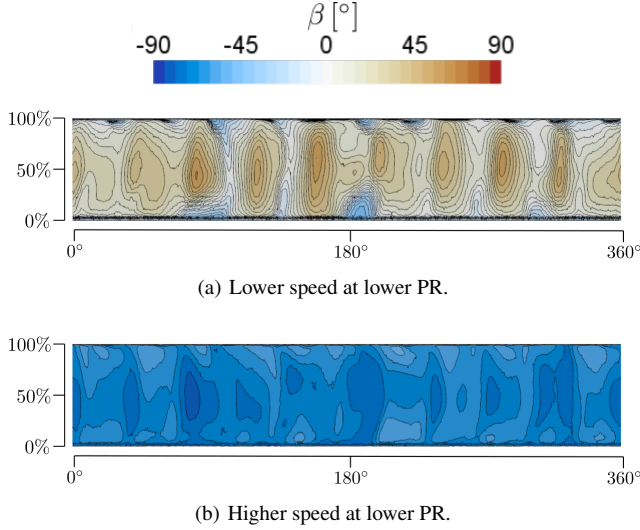 β [°]
-90 -45 0 45 90
100%
50%
0%
0° 180° 360°
(a) Lower speed at lower PR.
100%
50%
0%
0° 180° 360°
(b) Higher speed at lower PR.